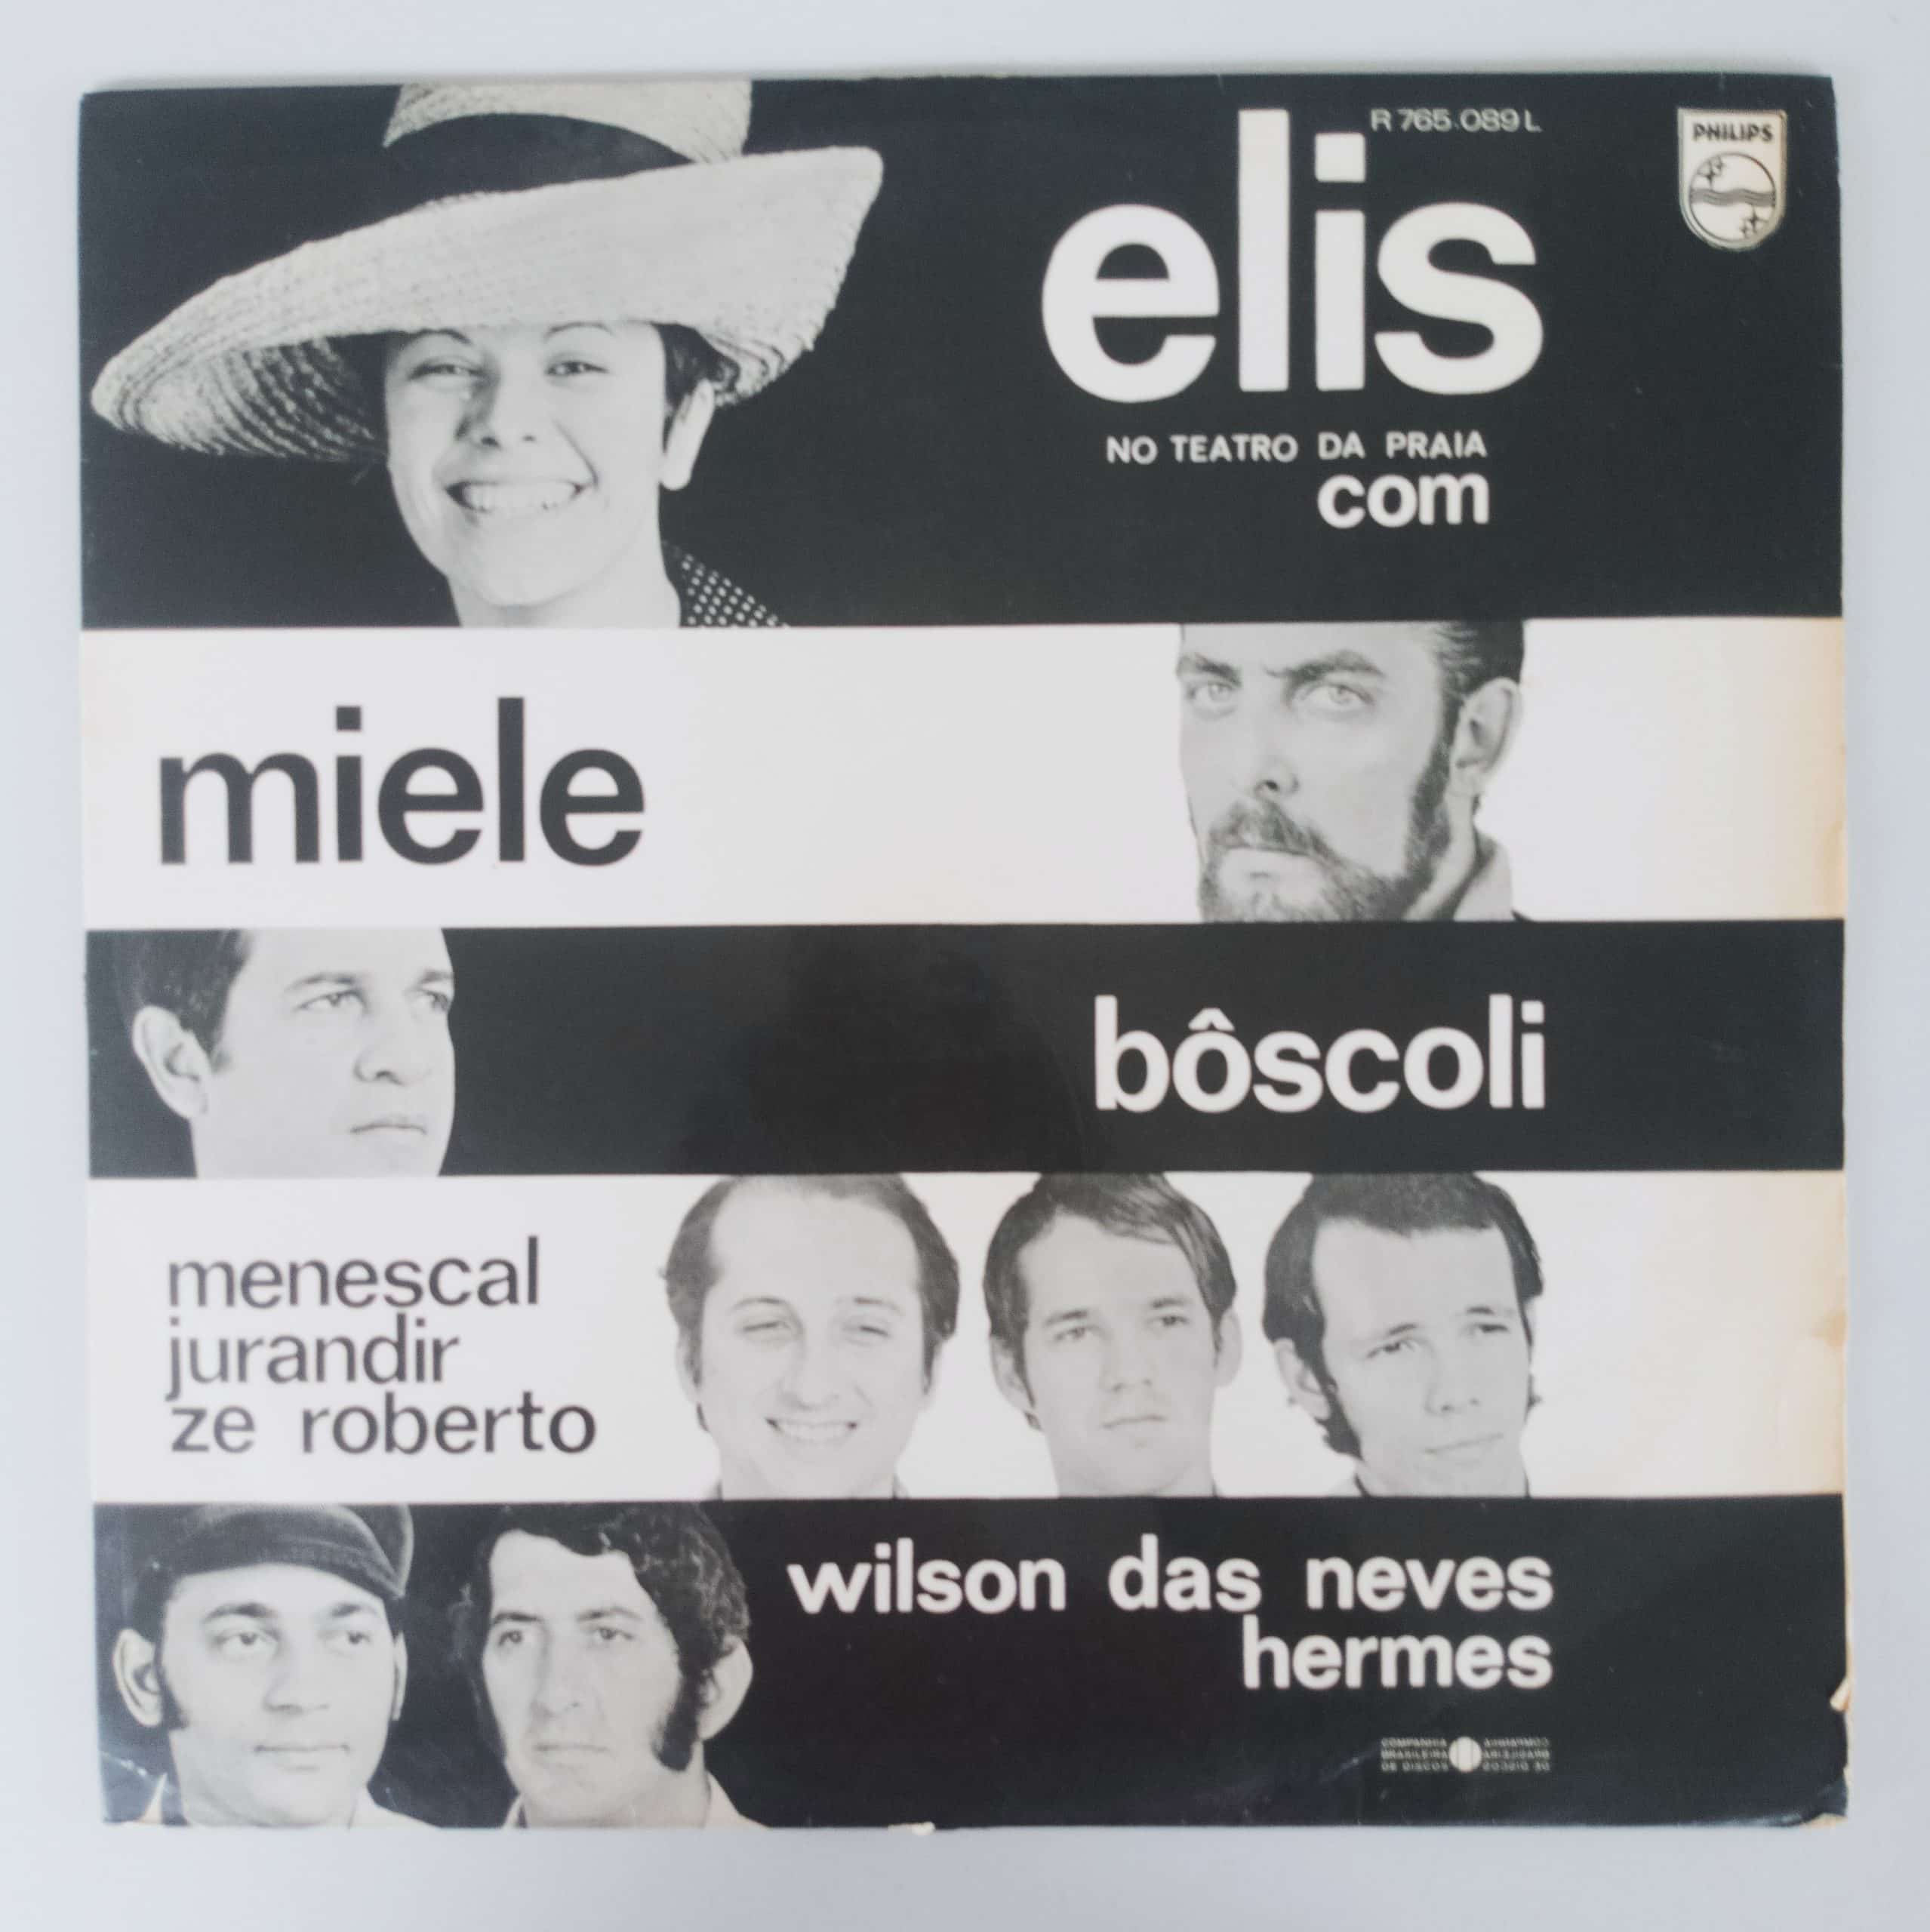 R 765.089 L
PHILIPS
elis
NO TEATRO DA PRAIA
com
miele
bôscoli
menescal
jurandir
ze roberto
wilson das neves
hermes
COMPANHIA
BRASILEIRA
DE DISCOS